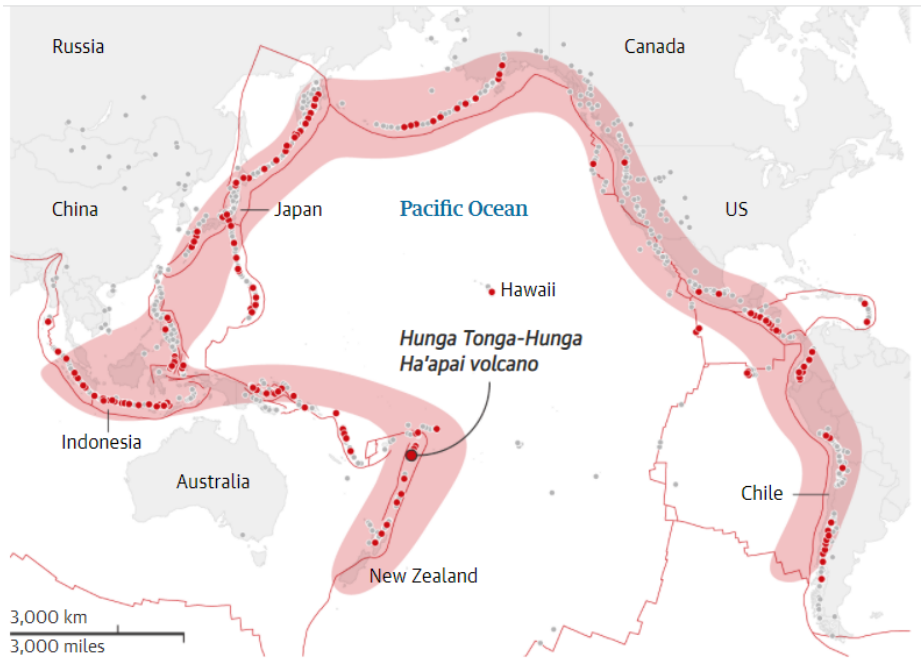 Russia
Canada
China
Japan
Pacific Ocean
US
Hawaii
Hunga Tonga-Hunga
Ha'apai volcano
Indonesia
Australia
Chile
New Zealand
3,000 km
3,000 miles